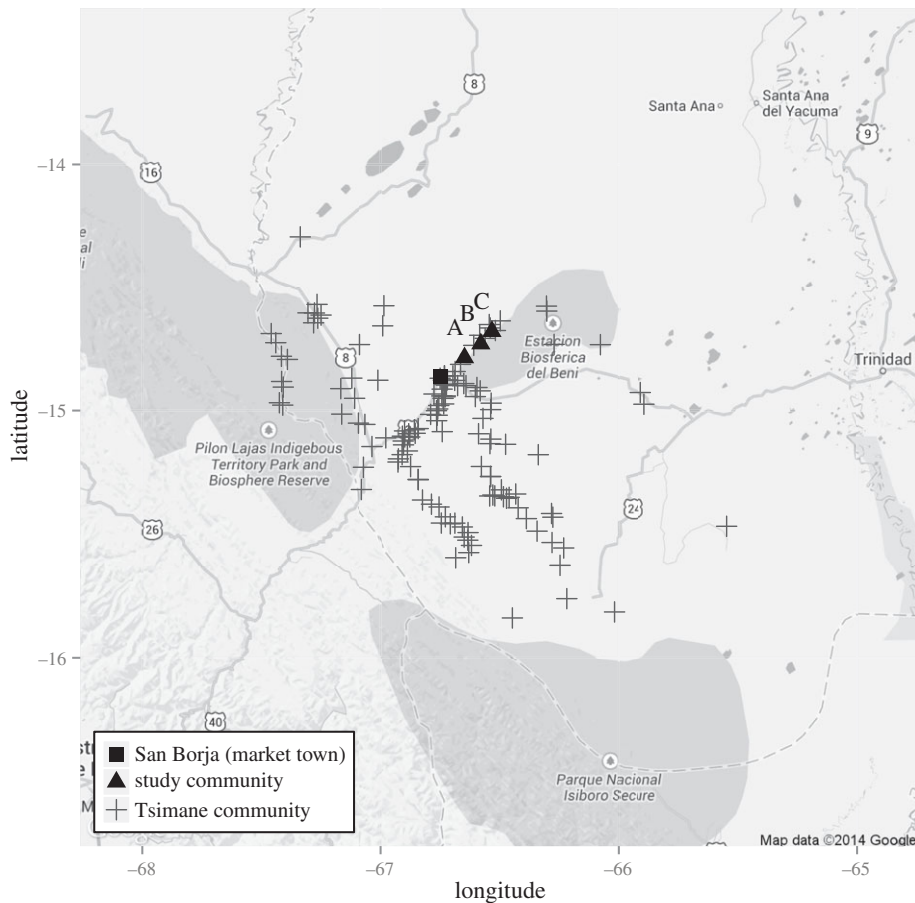 8
Santa Ana
Santa Ana
del Yacuma
9
-14
16
C
B
A
Estacion
Biosferica
del Beni
8
Trinidad
-15
latitude
Pilon Lajas Indigebous
Territory Park and
Biosphere Reserve
24
26
-16
40
San Borja (market town)
study community
Tsimane community
Parque Nacional
Isiboro Secure
Map data ©2014 Google
-68
-67
-66
-65
longitude